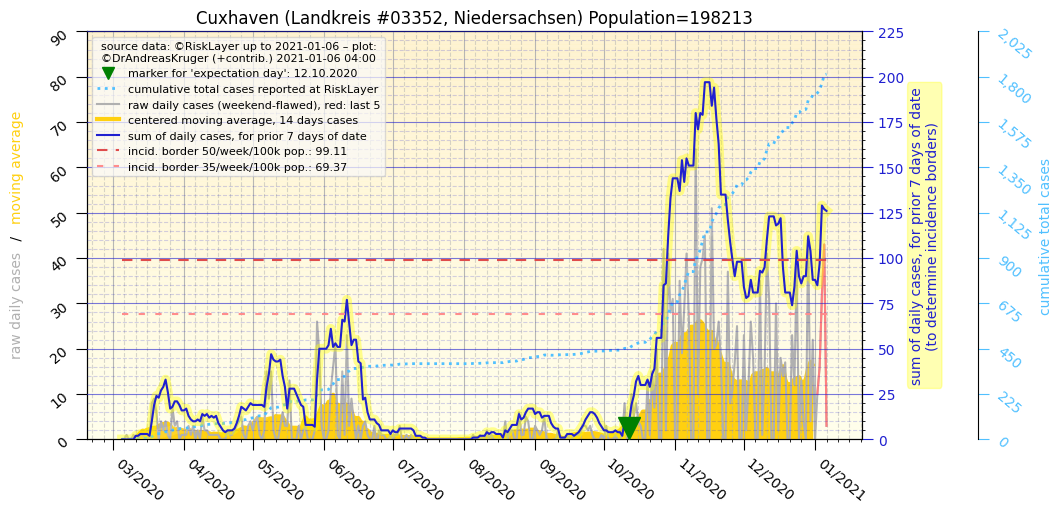 Cuxhaven (Landkreis #03352, Niedersachsen) Population=198213
source data: ©RiskLayer up to 2021-01-06 – plot:
©DrAndreasKruger (+contrib.) 2021-01-06 04:00
marker for 'expectation day': 12.10.2020
cumulative total cases reported at RiskLayer
raw daily cases (weekend-flawed), red: last 5
centered moving average, 14 days cases
sum of daily cases, for prior 7 days of date
incid. border 50/week/100k pop.: 99.11
incid. border 35/week/100k pop.: 69.37
raw daily cases / moving average
90
80
70
60
50
40
30
20
10
0
03/2020
04/2020
05/2020
06/2020
07/2020
08/2020
09/2020
10/2020
11/2020
12/2020
01/2021
225
200
175
150
125
100
75
50
25
0
sum of daily cases, for prior 7 days of date
(to determine incidence borders)
2,025
1,800
1,575
1,350
1,125
900
675
450
225
0
cumulative total cases